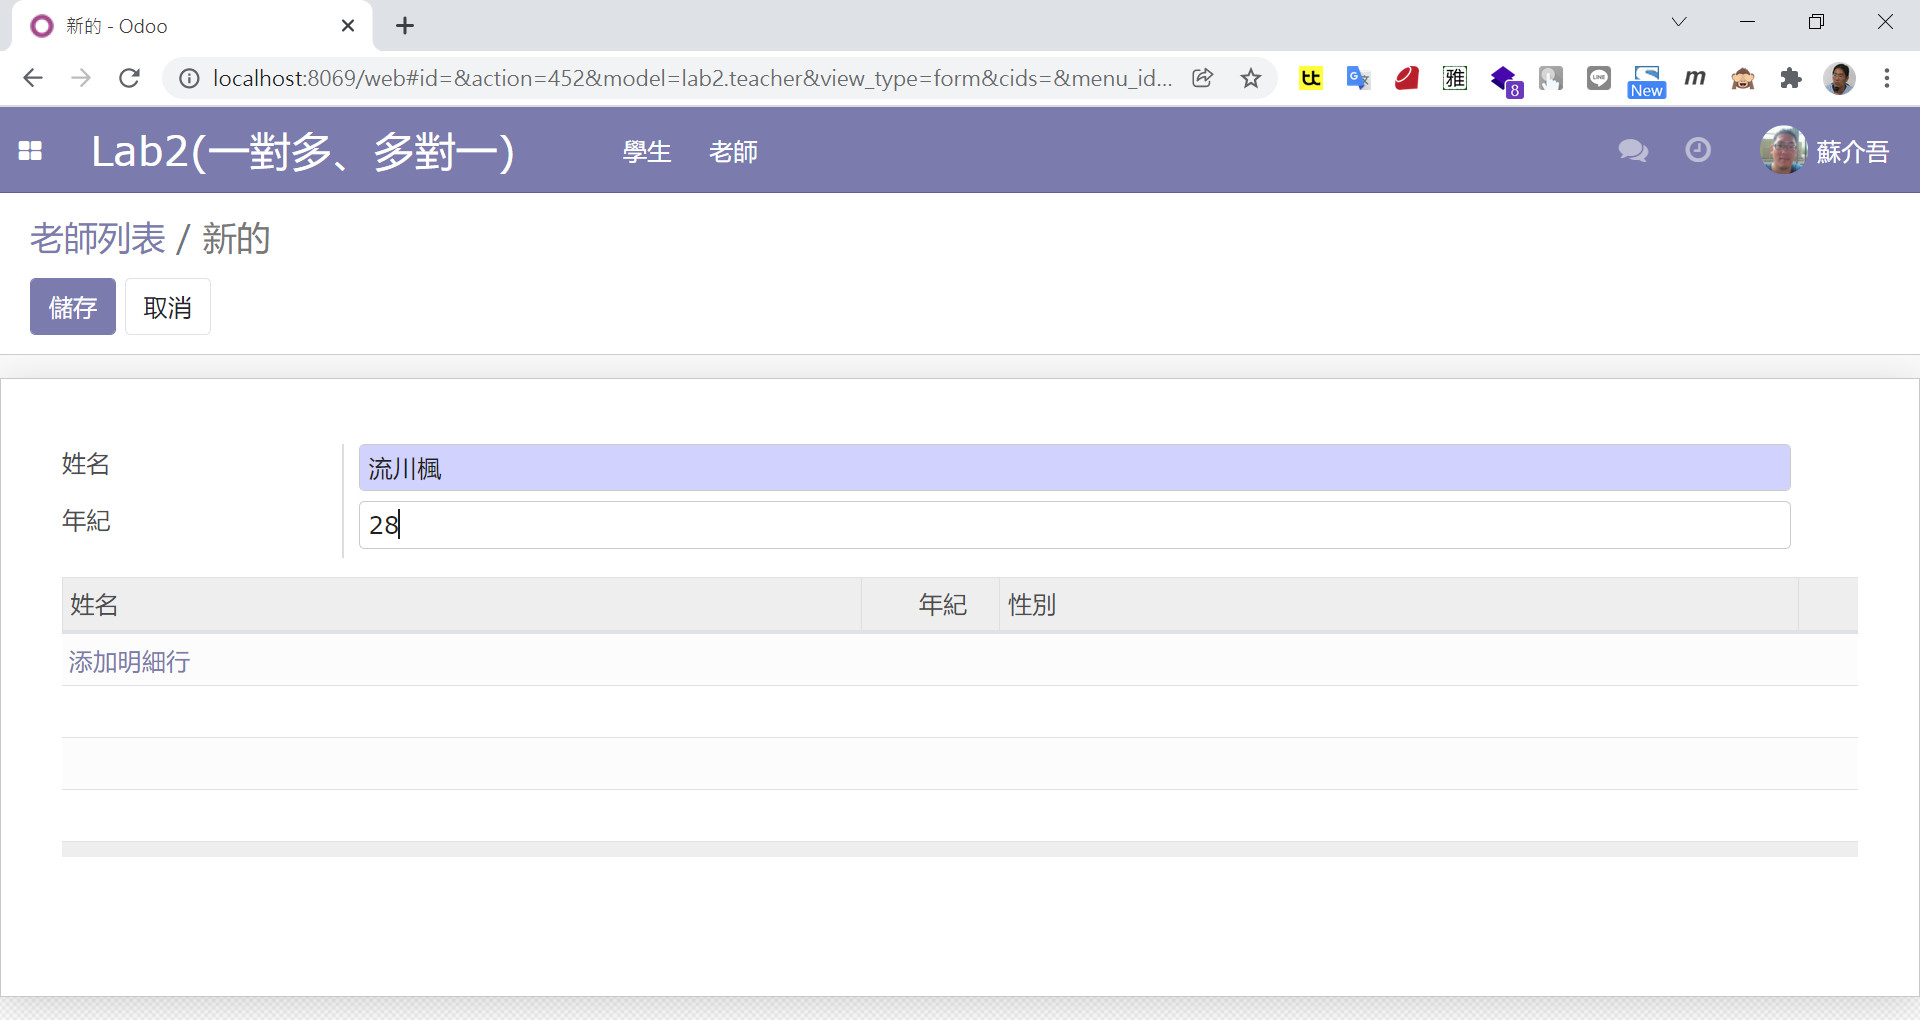 新的 - Odoo
localhost:8069/web#id=&action=452&model=lab2.teacher&view_type=form&cids=&menu_id...
tt
G
雅
8
LINE
New
m
Lab2(一對多、多對一)
學生
老師
蘇介吾
老師列表 / 新的
儲存
取消
姓名
流川楓
年紀
28
姓名 年紀 性別
添加明細行